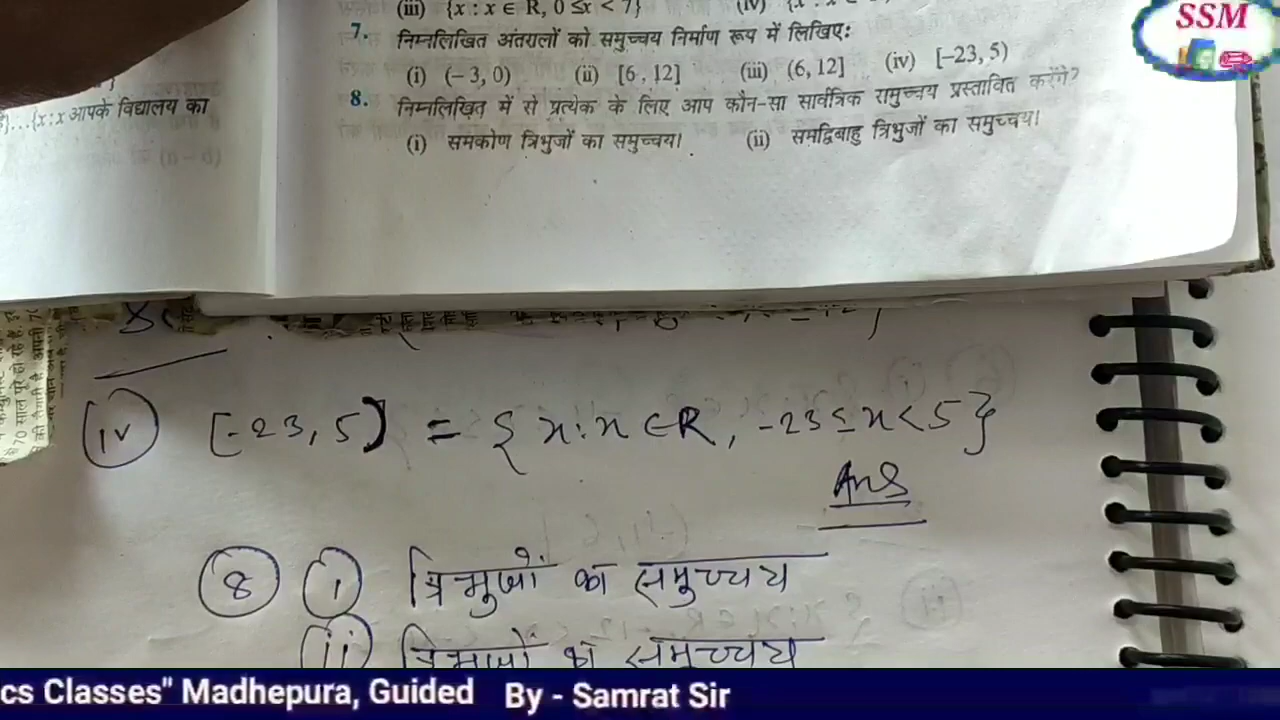 SSM
(iii) {x : x ∈ R, 0 ≤ x < 7}
7. निम्नलिखित अंतरालों को समुच्चय निर्माण रूप में लिखिए:
(i) (– 3, 0) (ii) [6 , 12] (iii) (6, 12] (iv) [–23, 5)
8. निम्नलिखित में से प्रत्येक के लिए आप कौन-सा सार्वत्रिक समुच्चय प्रस्तावित करेंगे?
(i) समकोण त्रिभुजों का समुच्चय। (ii) समद्विबाहु त्रिभुजों का समुच्चय।
}...{x : x आपके विद्यालय का
(iv) [-23, 5) = { x : x ∈ R, -23 ≤ x < 5 }
Ans
8 i त्रिभुजों का समुच्चय
ii त्रिभुजों का समुच्चय
cs Classes" Madhepura, Guided By - Samrat Sir